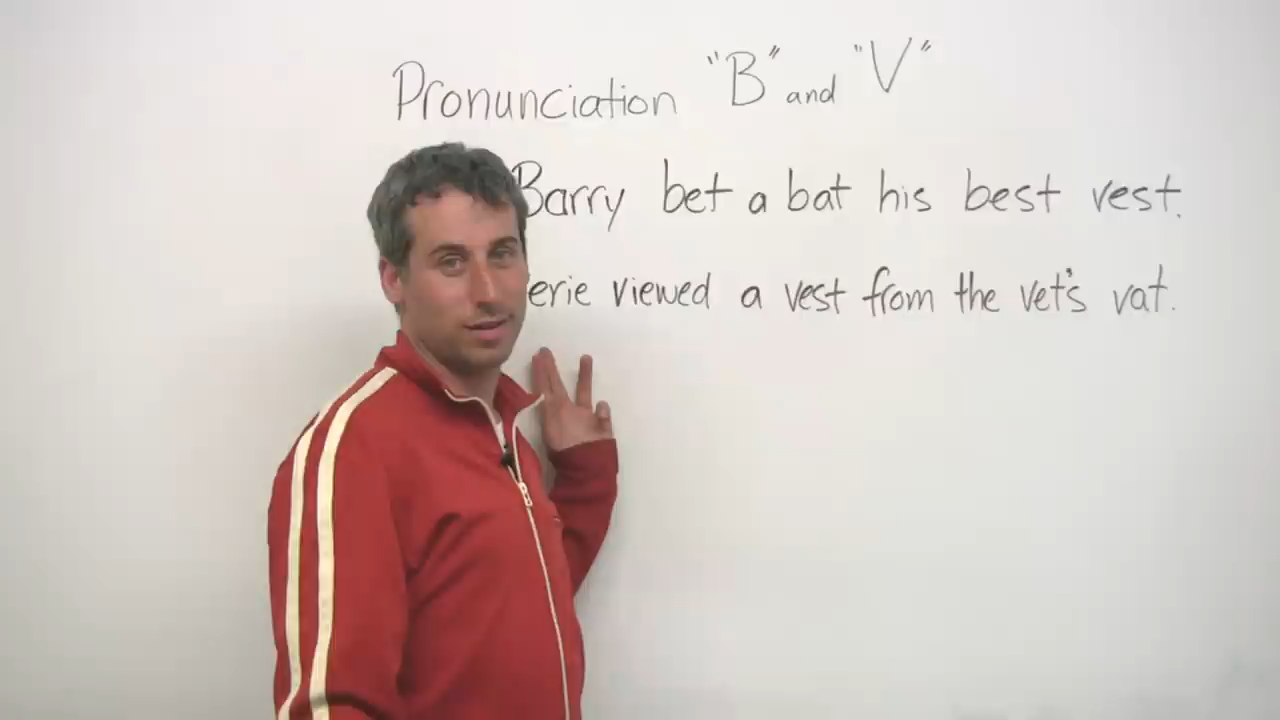 Pronunciation "B" and "V"
Barry bet a bat his best vest.
erie viewed a vest from the vet's vat.